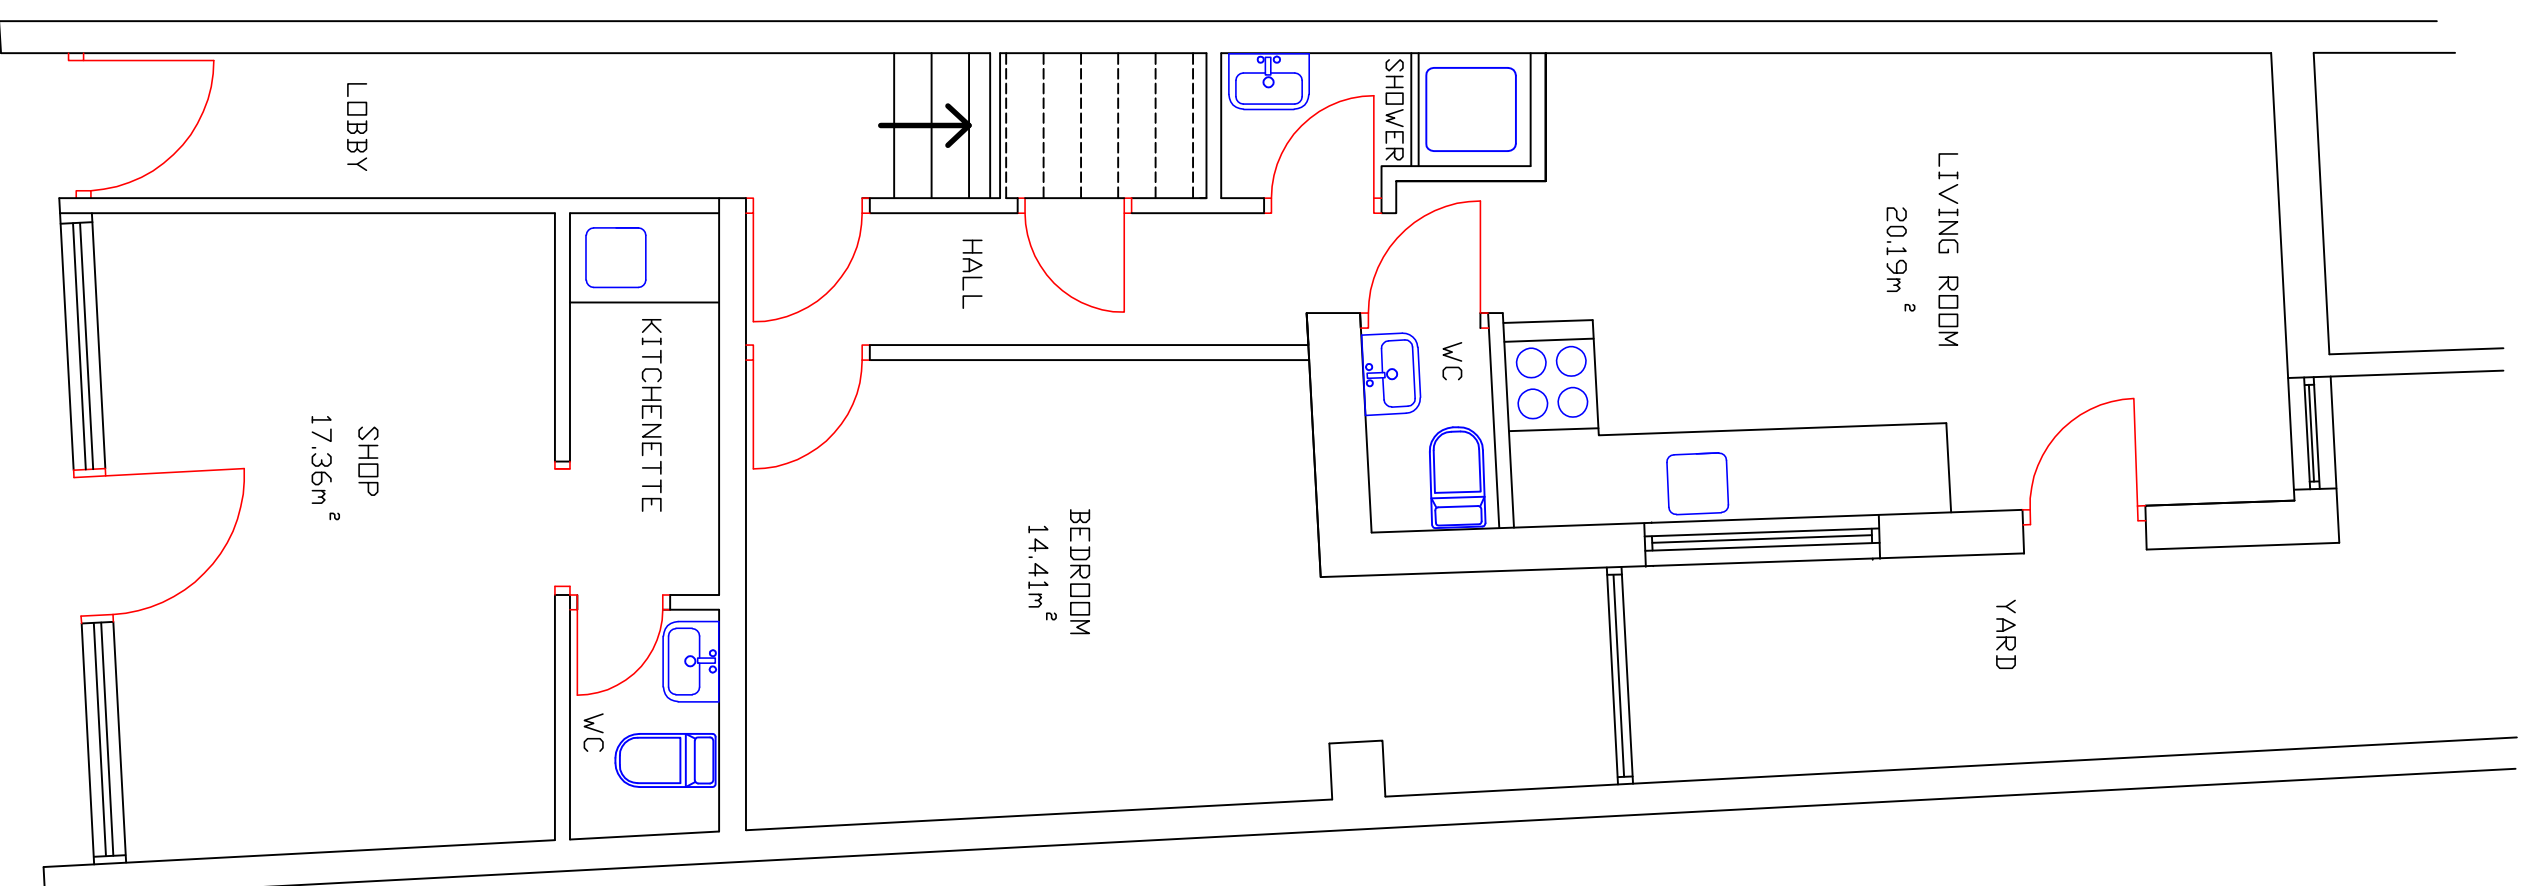 LOBBY
SHOP
17.36m²
KITCHENETTE
WC
HALL
BEDROOM
14.41m²
SHOWER
WC
LIVING ROOM
20.19m²
YARD